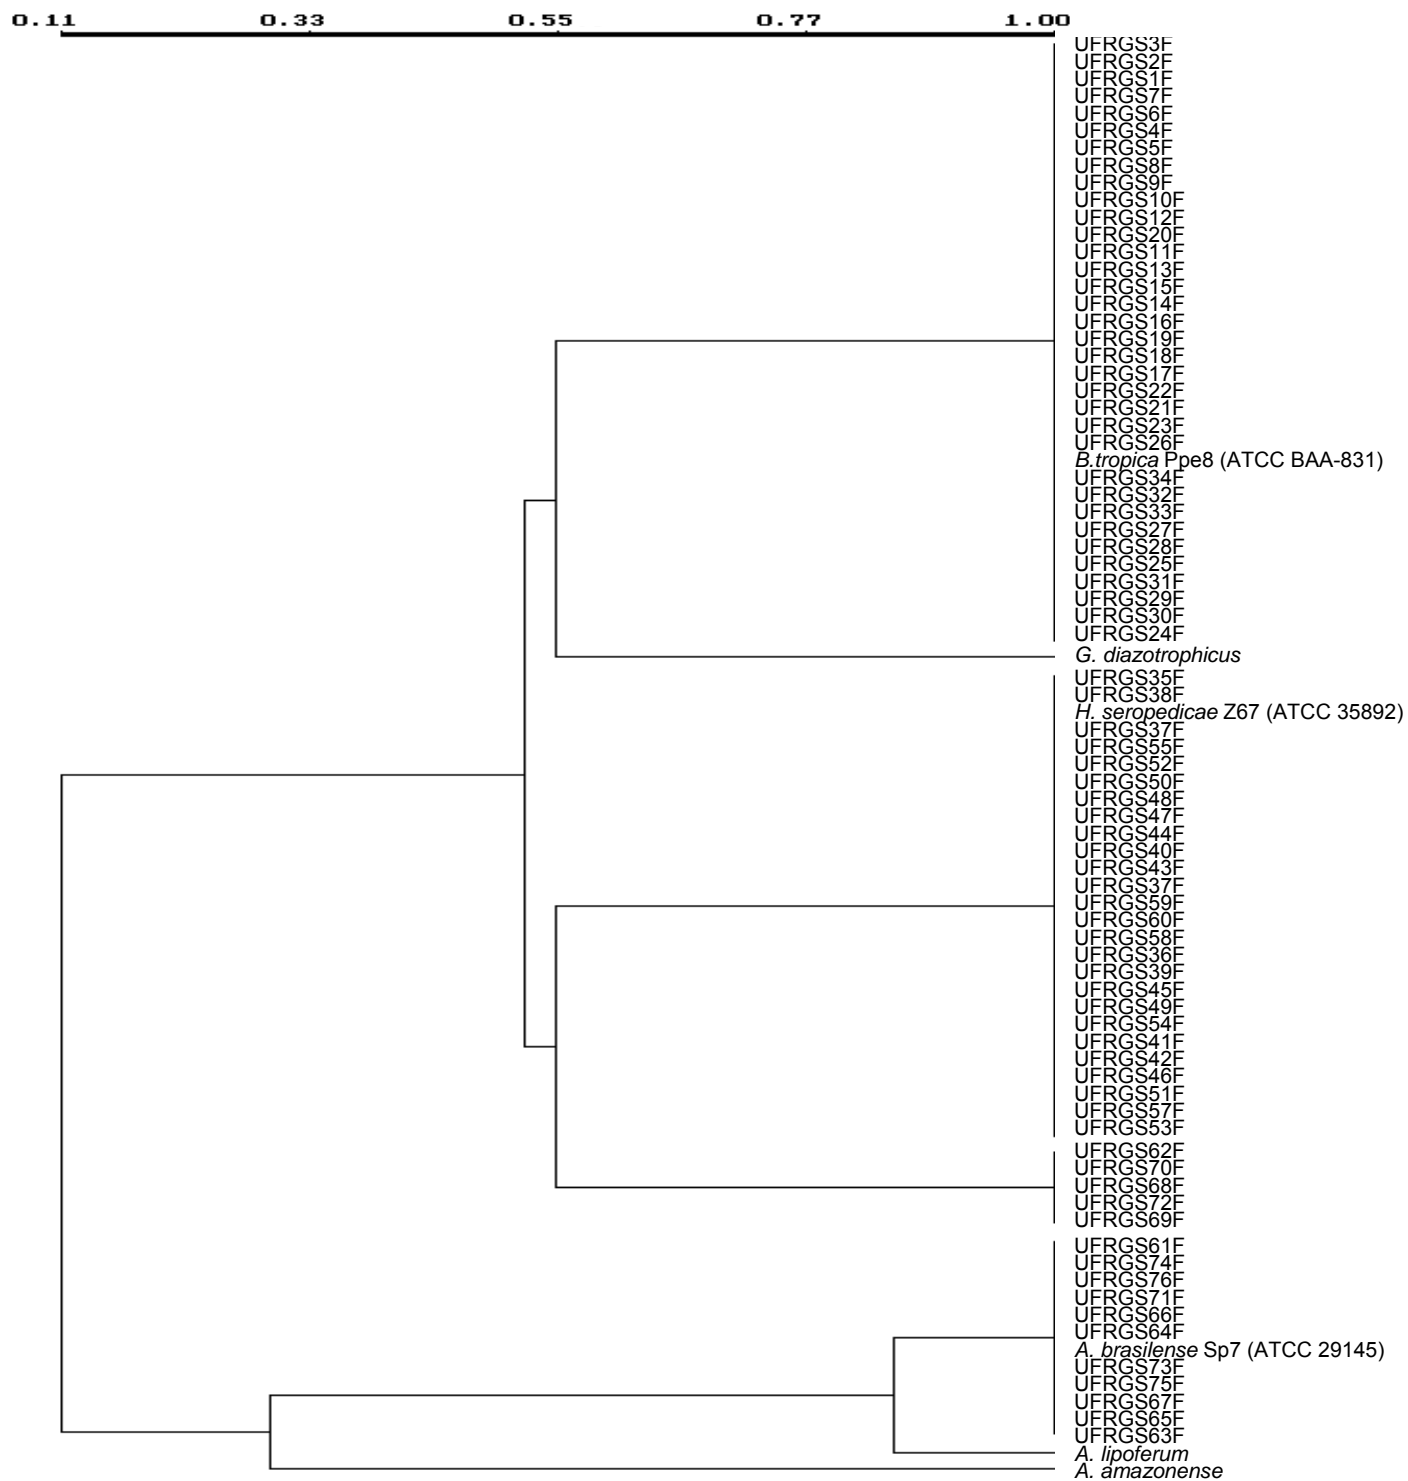 0.11 0.33 0.55 0.77 1.00
UFRGS3F
UFRGS2F
UFRGS1F
UFRGS7F
UFRGS6F
UFRGS4F
UFRGS5F
UFRGS8F
UFRGS9F
UFRGS10F
UFRGS12F
UFRGS20F
UFRGS11F
UFRGS13F
UFRGS15F
UFRGS14F
UFRGS16F
UFRGS19F
UFRGS18F
UFRGS17F
UFRGS22F
UFRGS21F
UFRGS23F
UFRGS26F
B.tropica Ppe8 (ATCC BAA-831)
UFRGS34F
UFRGS32F
UFRGS33F
UFRGS27F
UFRGS28F
UFRGS25F
UFRGS31F
UFRGS29F
UFRGS30F
UFRGS24F
G. diazotrophicus
UFRGS35F
UFRGS38F
H. seropedicae Z67 (ATCC 35892)
UFRGS37F
UFRGS55F
UFRGS52F
UFRGS50F
UFRGS48F
UFRGS47F
UFRGS44F
UFRGS40F
UFRGS43F
UFRGS37F
UFRGS59F
UFRGS60F
UFRGS58F
UFRGS36F
UFRGS39F
UFRGS45F
UFRGS49F
UFRGS54F
UFRGS41F
UFRGS42F
UFRGS46F
UFRGS51F
UFRGS57F
UFRGS53F
UFRGS62F
UFRGS70F
UFRGS68F
UFRGS72F
UFRGS69F
UFRGS61F
UFRGS74F
UFRGS76F
UFRGS71F
UFRGS66F
UFRGS64F
A. brasilense Sp7 (ATCC 29145)
UFRGS73F
UFRGS75F
UFRGS67F
UFRGS65F
UFRGS63F
A. lipoferum
A. amazonense